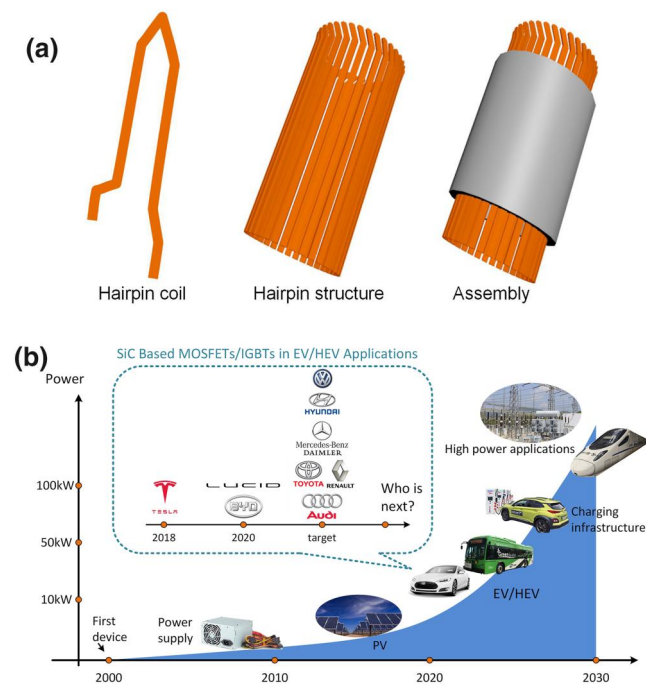 (a)
Hairpin coil
Hairpin structure
Assembly
(b)
SiC Based MOSFETs/IGBTs in EV/HEV Applications
Power
HYUNDAI
Mercedes-Benz
DAIMLER
High power applications
TESLA
LUCID
BYD
TOYOTA
RENAULT
Audi
Who is
next?
100kW
2018
2020
target
Charging
infrastructure
50kW
10kW
EV/HEV
First
device
Power
supply
PV
2000
2010
2020
2030